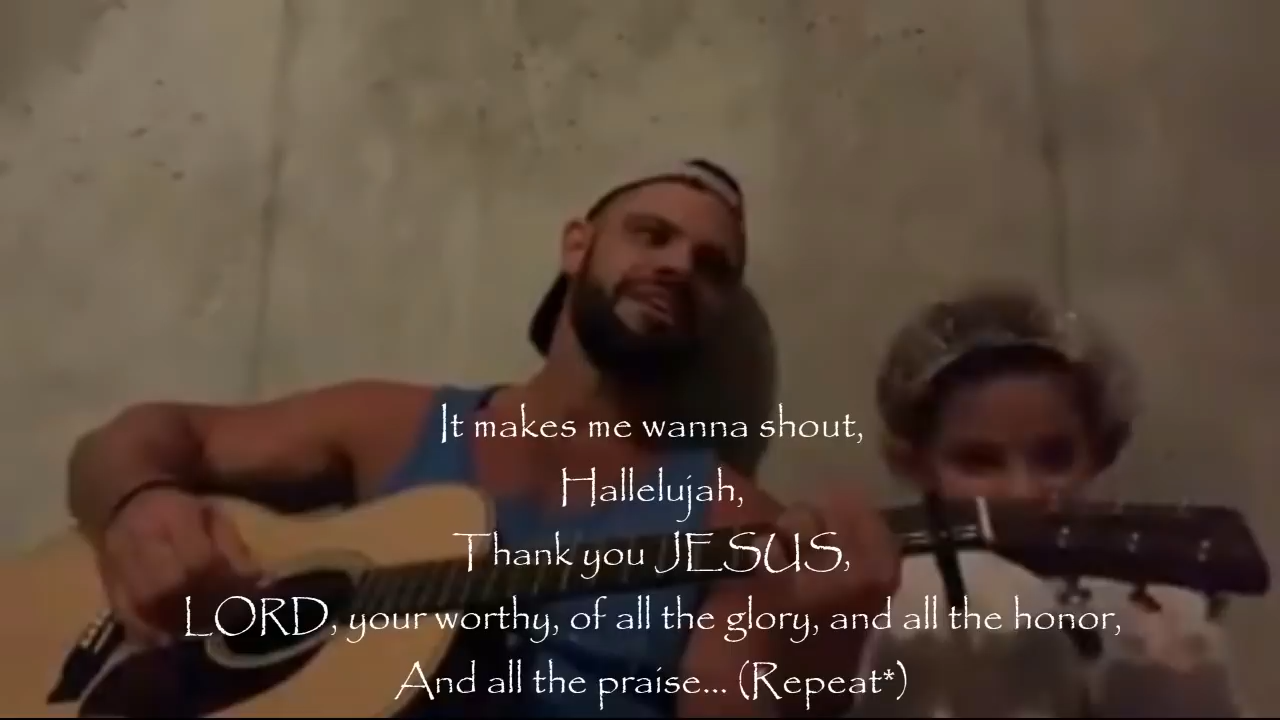 It makes me wanna shout,
Hallelujah,
Thank you JESUS,
LORD, your worthy, of all the glory, and all the honor,
And all the praise... (Repeat*)